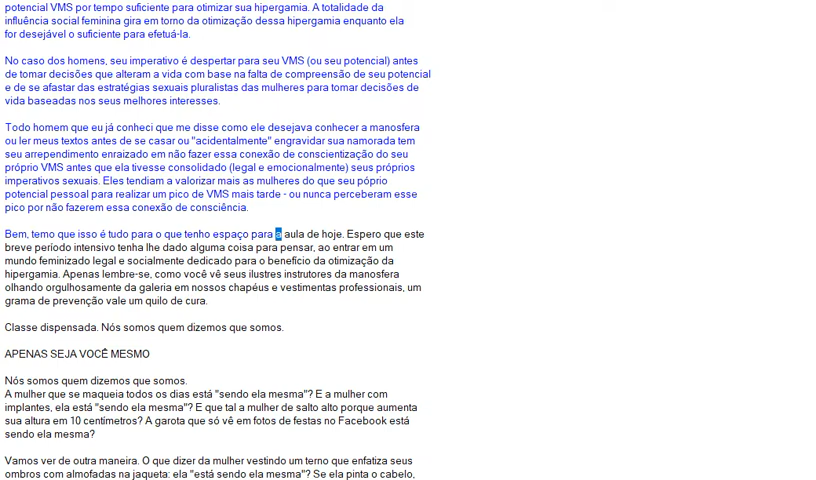 potencial VMS por tempo suficiente para otimizar sua hipergamia. A totalidade da
influência social feminina gira em torno da otimização dessa hipergamia enquanto ela
for desejável o suficiente para efetuá-la.
No caso dos homens, seu imperativo é despertar para seu VMS (ou seu potencial) antes
de tomar decisões que alteram a vida com base na falta de compreensão de seu potencial
e de se afastar das estratégias sexuais pluralistas das mulheres para tomar decisões de
vida baseadas nos seus melhores interesses.
Todo homem que eu já conheci que me disse como ele desejava conhecer a manosfera
ou ler meus textos antes de se casar ou "acidentalmente" engravidar sua namorada tem
seu arrependimento enraizado em não fazer essa conexão de conscientização do seu
próprio VMS antes que ela tivesse consolidado (legal e emocionalmente) seus próprios
imperativos sexuais. Eles tendiam a valorizar mais as mulheres do que seu póprio
potencial pessoal para realizar um pico de VMS mais tarde - ou nunca perceberam esse
pico por não fazerem essa conexão de consciência.
Bem, temo que isso é tudo para o que tenho espaço para a aula de hoje. Espero que este
breve período intensivo tenha lhe dado alguma coisa para pensar, ao entrar em um
mundo feminizado legal e socialmente dedicado para o benefício da otimização da
hipergamia. Apenas lembre-se, como você vê seus ilustres instrutores da manosfera
olhando orgulhosamente da galeria em nossos chapéus e vestimentas professionais, um
grama de prevenção vale um quilo de cura.
Classe dispensada. Nós somos quem dizemos que somos.
APENAS SEJA VOCÊ MESMO
Nós somos quem dizemos que somos.
A mulher que se maqueia todos os dias está "sendo ela mesma"? E a mulher com
implantes, ela está "sendo ela mesma"? E que tal a mulher de salto alto porque aumenta
sua altura em 10 centímetros? A garota que só vê em fotos de festas no Facebook está
sendo ela mesma?
Vamos ver de outra maneira. O que dizer da mulher vestindo um terno que enfatiza seus
ombros com almofadas na jaqueta: ela "está sendo ela mesma"? Se ela pinta o cabelo,